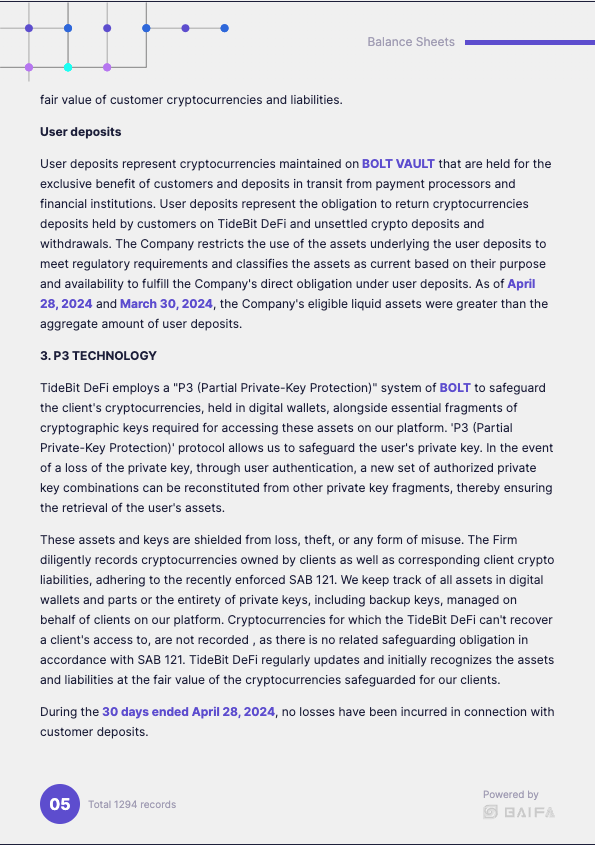 Balance Sheets
fair value of customer cryptocurrencies and liabilities.
User deposits
User deposits represent cryptocurrencies maintained on BOLT VAULT that are held for the
exclusive benefit of customers and deposits in transit from payment processors and
financial institutions. User deposits represent the obligation to return cryptocurrencies
deposits held by customers on TideBit DeFi and unsettled crypto deposits and
withdrawals. The Company restricts the use of the assets underlying the user deposits to
meet regulatory requirements and classifies the assets as current based on their purpose
and availability to fulfill the Company's direct obligation under user deposits. As of April
28, 2024 and March 30, 2024, the Company's eligible liquid assets were greater than the
aggregate amount of user deposits.
3. P3 TECHNOLOGY
TideBit DeFi employs a "P3 (Partial Private-Key Protection)" system of BOLT to safeguard
the client's cryptocurrencies, held in digital wallets, alongside essential fragments of
cryptographic keys required for accessing these assets on our platform. 'P3 (Partial
Private-Key Protection)' protocol allows us to safeguard the user's private key. In the event
of a loss of the private key, through user authentication, a new set of authorized private
key combinations can be reconstituted from other private key fragments, thereby ensuring
the retrieval of the user's assets.
These assets and keys are shielded from loss, theft, or any form of misuse. The Firm
diligently records cryptocurrencies owned by clients as well as corresponding client crypto
liabilities, adhering to the recently enforced SAB 121. We keep track of all assets in digital
wallets and parts or the entirety of private keys, including backup keys, managed on
behalf of clients on our platform. Cryptocurrencies for which the TideBit DeFi can't recover
a client's access to, are not recorded , as there is no related safeguarding obligation in
accordance with SAB 121. TideBit DeFi regularly updates and initially recognizes the assets
and liabilities at the fair value of the cryptocurrencies safeguarded for our clients.
During the 30 days ended April 28, 2024, no losses have been incurred in connection with
customer deposits.
05 Total 1294 records
Powered by
BAIFA